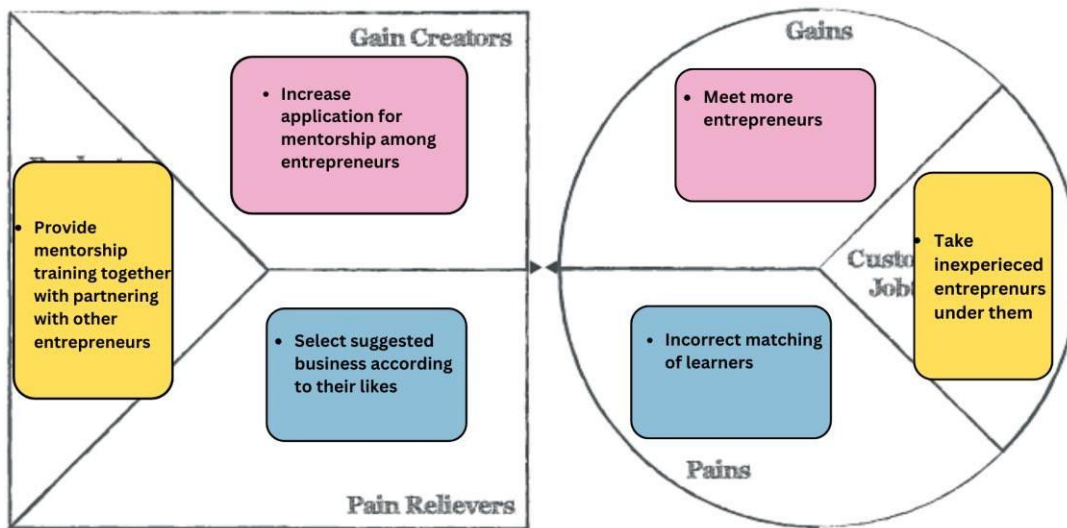 Gain Creators
• Increase
application for
mentorship among
entrepreneurs
• Provide
mentorship
training together
with partnering
with other
entrepreneurs
• Select suggested
business according
to their likes
Pain Relievers
Gains
• Meet more
entrepreneurs
• Take
inexperieced
entreprenurs
under them
• Incorrect matching
of learners
Pains